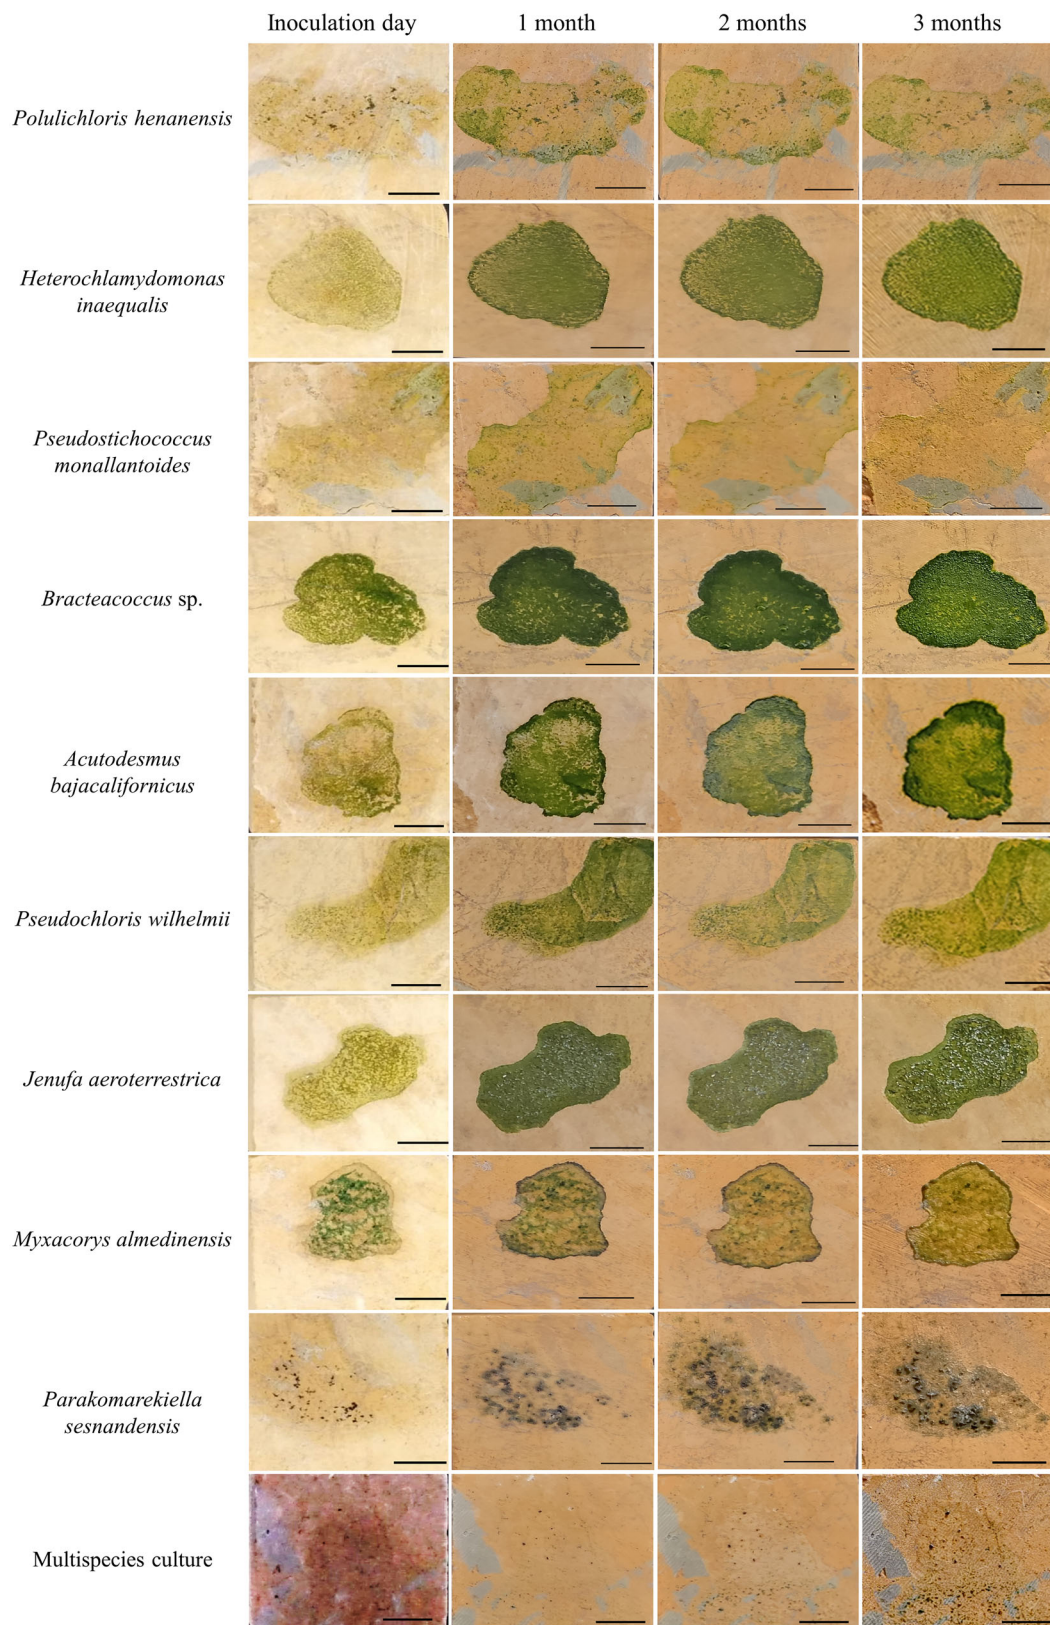 Inoculation day 1 month 2 months 3 months
Polulichloris henanensis
Heterochlamydomonas
inaequalis
Pseudostichococcus
monallantoides
Bracteacoccus sp.
Acutodesmus
bajacalifornicus
Pseudochloris wilhelmii
Jenufa aeroterrestrica
Myxacorys almedinensis
Parakomarekiella
sesnandensis
Multispecies culture